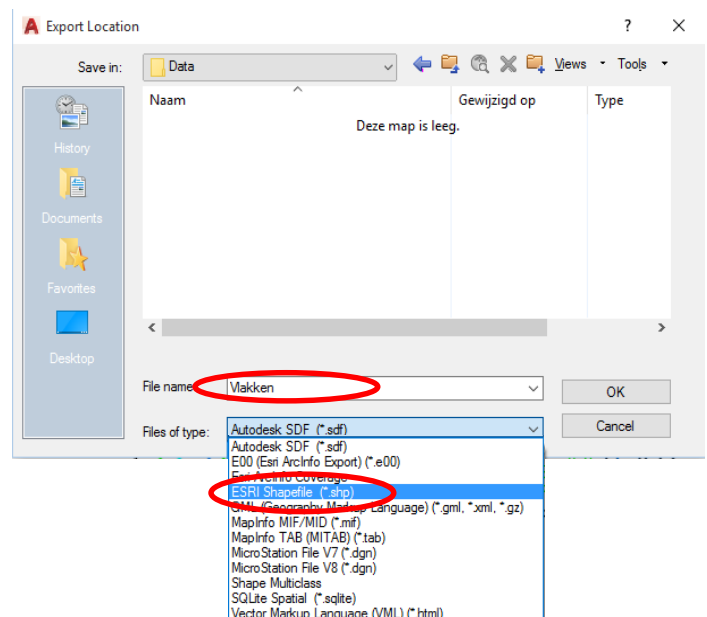 Export Location
Save in: Data Views Tools
Naam Gewijzigd op Type
Deze map is leeg.
History
Documents
Favorites
Desktop
File name: Vlakken OK
Files of type: Autodesk SDF (*.sdf) Cancel
Autodesk SDF (*.sdf)
E00 (Esri ArcInfo Export) (*.e00)
Esri ArcInfo Coverage
ESRI Shapefile (*.shp)
GML (Geography Markup Language) (*.gml, *.xml, *.gz)
MapInfo MIF/MID (*.mif)
MapInfo TAB (MITAB) (*.tab)
MicroStation File V7 (*.dgn)
MicroStation File V8 (*.dgn)
Shape Multiclass
SQLite Spatial (*.sqlite)
Vector Markup Language (VML) (*.html)